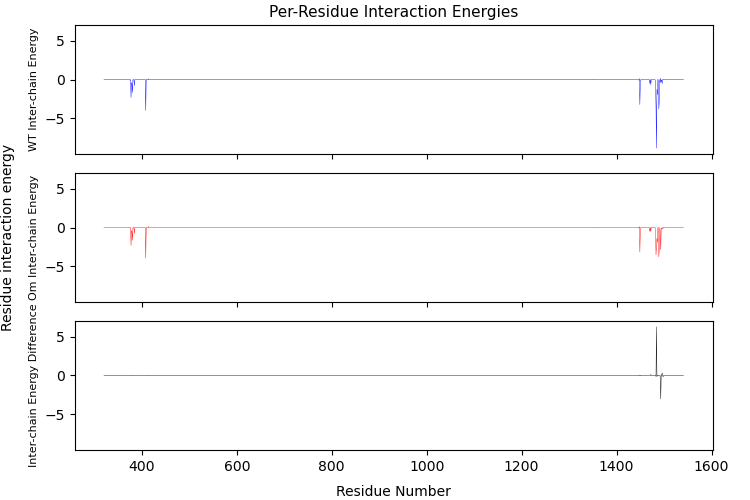 Per-Residue Interaction Energies
Residue interaction energy
WT Inter-chain Energy
5
0
−5
Om Inter-chain Energy
5
0
−5
Inter-chain Energy Difference
5
0
−5
400
600
800
1000
1200
1400
1600
Residue Number